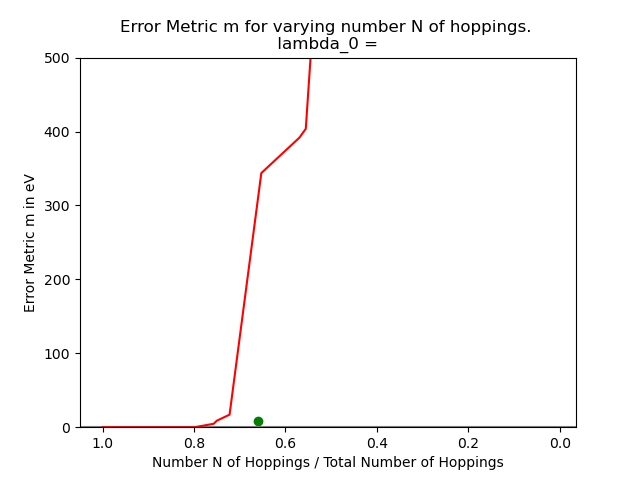 Error Metric m for varying number N of hoppings.
lambda_0 =
500
400
300
200
100
0
Error Metric m in eV
1.0 0.8 0.6 0.4 0.2 0.0
Number N of Hoppings / Total Number of Hoppings